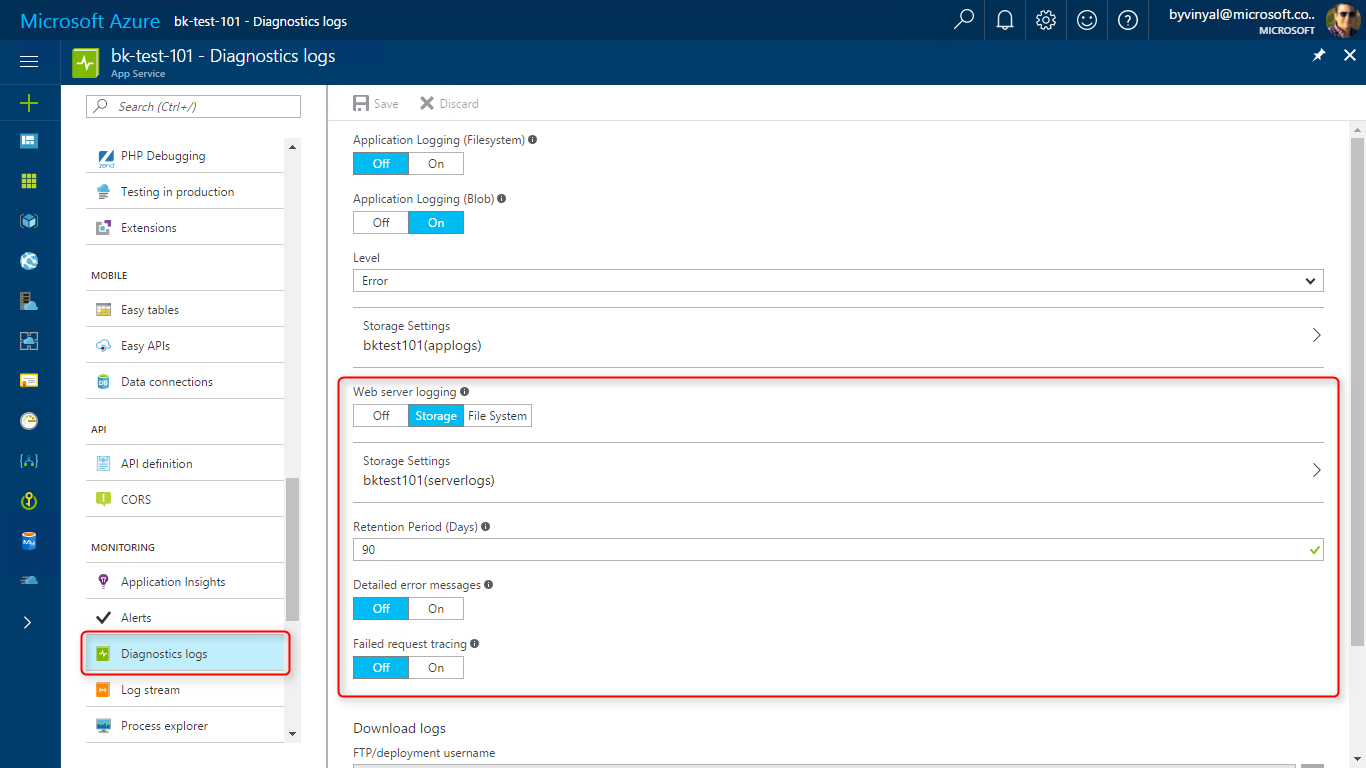 Microsoft Azure bk-test-101 - Diagnostics logs
byvinyal@microsoft.co..
MICROSOFT
bk-test-101 - Diagnostics logs
App Service
Search (Ctrl+/)
PHP Debugging
Testing in production
Extensions
MOBILE
Easy tables
Easy APIs
Data connections
API
API definition
CORS
MONITORING
Application Insights
Alerts
Diagnostics logs
Log stream
Process explorer
Save Discard
Application Logging (Filesystem)
Off On
Application Logging (Blob)
Off On
Level
Error
Storage Settings
bktest101(applogs)
Web server logging
Off Storage File System
Storage Settings
bktest101(serverlogs)
Retention Period (Days)
90
Detailed error messages
Off On
Failed request tracing
Off On
Download logs
FTP/deployment username